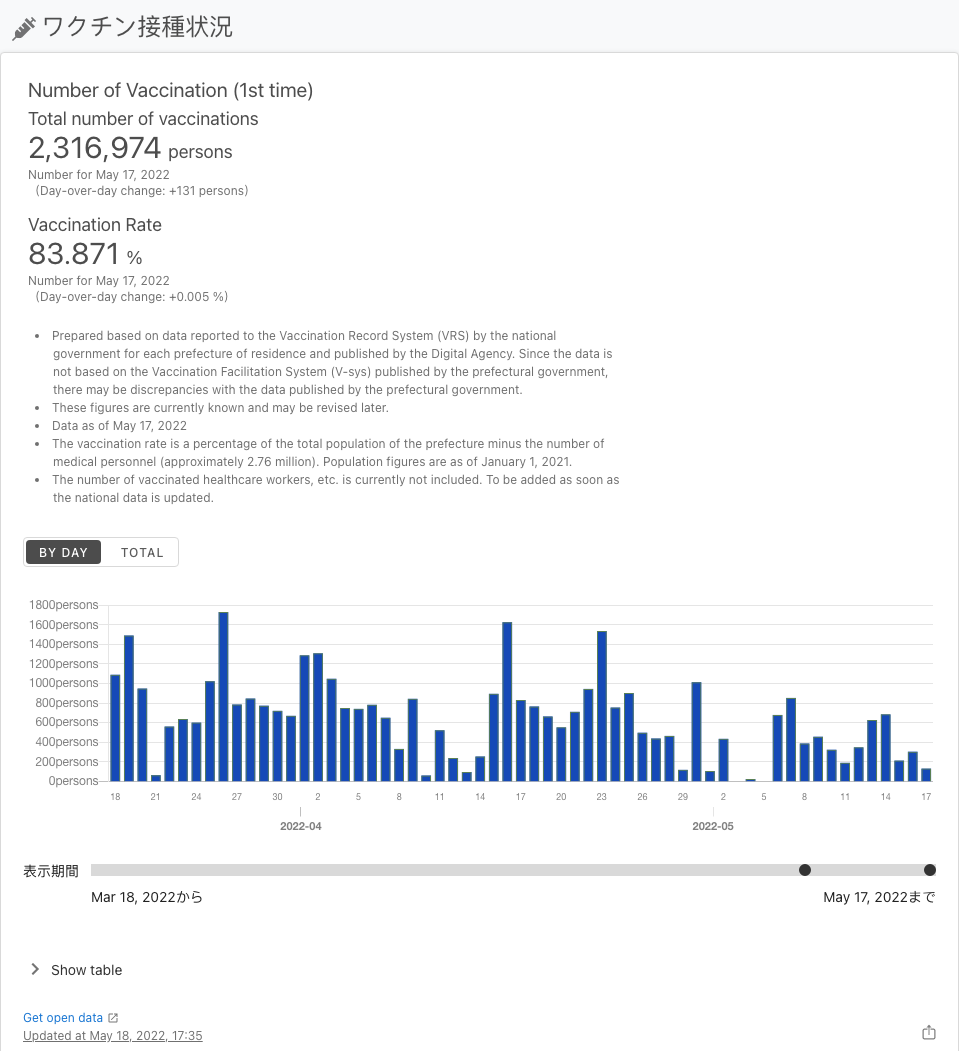 ワクチン接種状況
Number of Vaccination (1st time)
Total number of vaccinations
2,316,974 persons
Number for May 17, 2022
(Day-over-day change: +131 persons)
Vaccination Rate
83.871 %
Number for May 17, 2022
(Day-over-day change: +0.005 %)
• Prepared based on data reported to the Vaccination Record System (VRS) by the national
government for each prefecture of residence and published by the Digital Agency. Since the data is
not based on the Vaccination Facilitation System (V-sys) published by the prefectural government,
there may be discrepancies with the data published by the prefectural government.
• These figures are currently known and may be revised later.
• Data as of May 17, 2022
• The vaccination rate is a percentage of the total population of the prefecture minus the number of
medical personnel (approximately 2.76 million). Population figures are as of January 1, 2021.
• The number of vaccinated healthcare workers, etc. is currently not included. To be added as soon as
the national data is updated.
BY DAY TOTAL
1800persons
1600persons
1400persons
1200persons
1000persons
800persons
600persons
400persons
200persons
0persons
18 21 24 27 30 2 5 8 11 14 17 20 23 26 29 2 5 8 11 14 17
2022-04 2022-05
表示期間
Mar 18, 2022から May 17, 2022まで
Show table
Get open data
Updated at May 18, 2022, 17:35